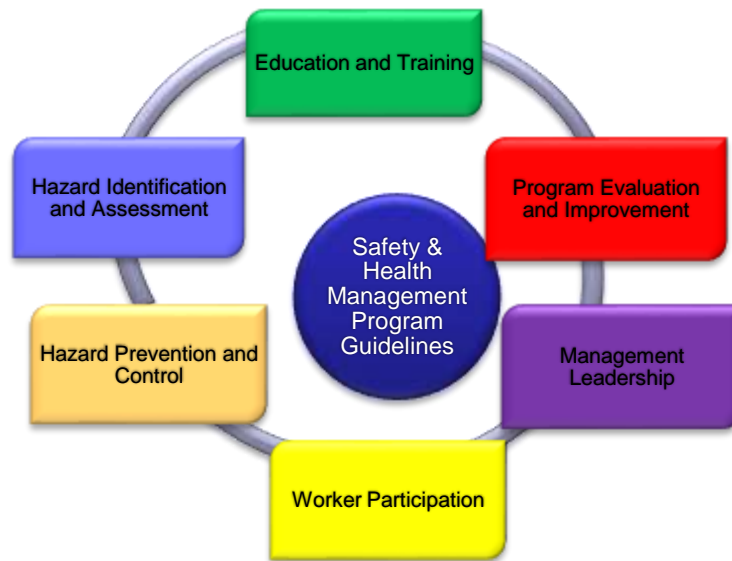 Education and Training
Hazard Identification
and Assessment
Program Evaluation
and Improvement
Safety &
Health
Management
Program
Guidelines
Hazard Prevention and
Control
Management
Leadership
Worker Participation